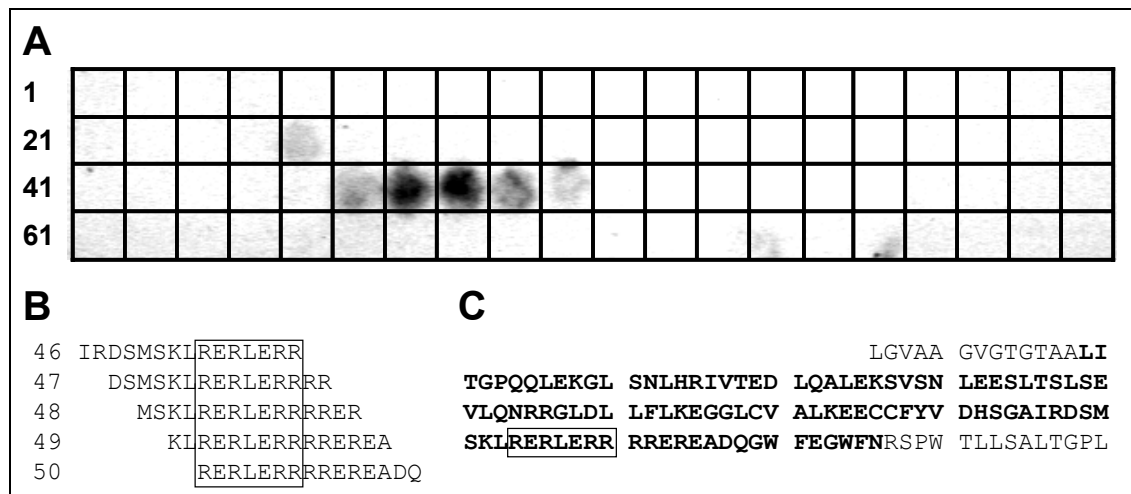 A
1
21
41
61
B
46 IRDSMSKLRERLERR
47 DSMSKLRERLERRRR
48 MSKLRERLERRRRER
49 KLRERLERRRREREA
50 RERLERRRREREADQ
C
LGVAA GVGTGTAALI
TGPQQLEKGL SNLHRIVTED LQALEKSVSN LEESLTSLSE
VLQNRRGLDL LFLKEGGLCV ALKEECCFYV DHSGAIRDSM
SKLRERLERR RREREADQGW FEGWFNRSPW TLLSALTGPL